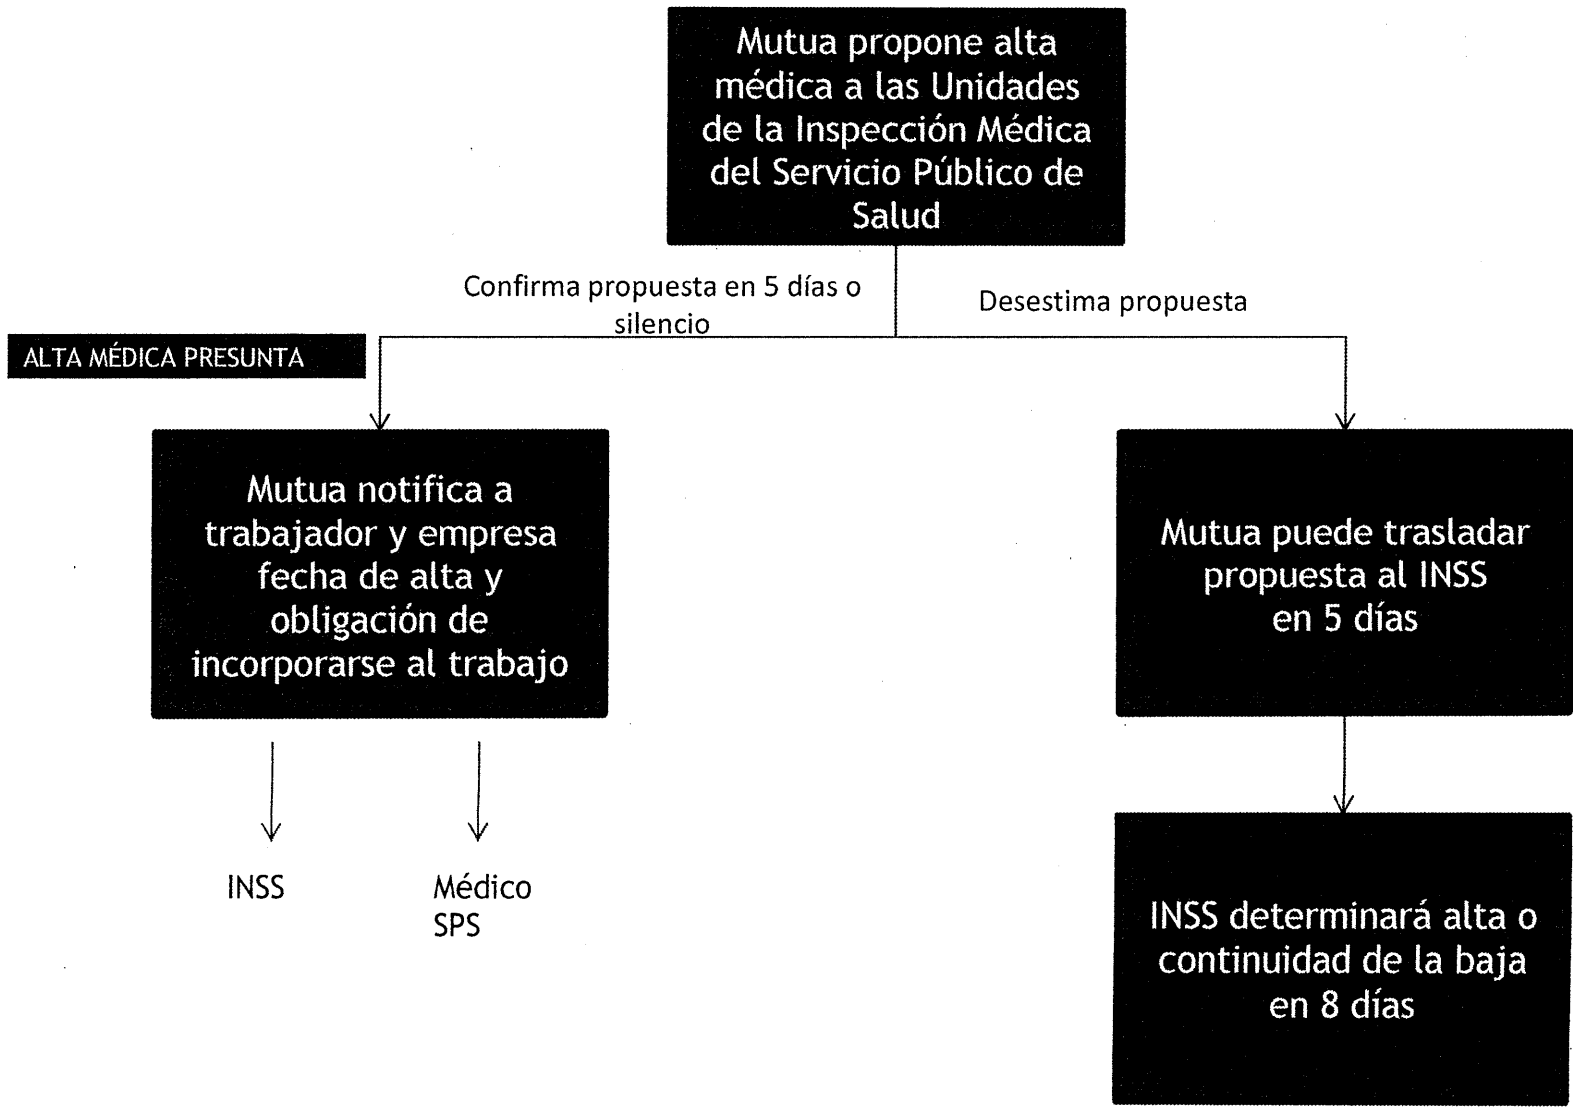 Mutua propone alta
médica a las Unidades
de la Inspección Médica
del Servicio Público de
Salud
Confirma propuesta en 5 días o
silencio
Desestima propuesta
ALTA MÉDICA PRESUNTA
Mutua notifica a
trabajador y empresa
fecha de alta y
obligación de
incorporarse al trabajo
Mutua puede trasladar
propuesta al INSS
en 5 días
INSS
Médico
SPS
INSS determinará alta o
continuidad de la baja
en 8 días